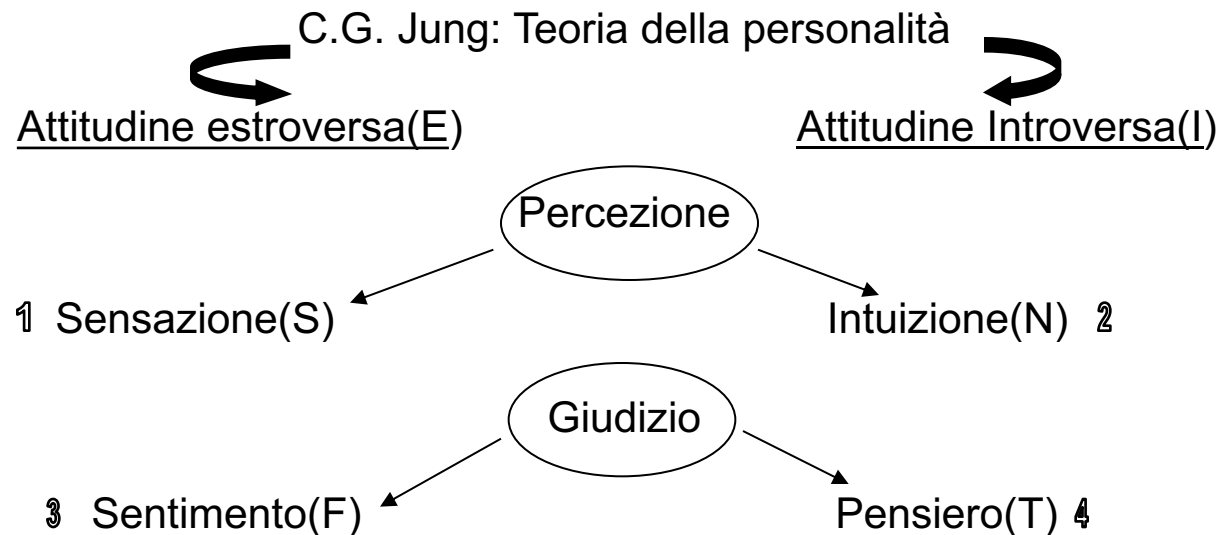 C.G. Jung: Teoria della personalità
Attitudine estroversa(E) Attitudine Introversa(I)
Percezione
1 Sensazione(S) Intuizione(N) 2
Giudizio
3 Sentimento(F) Pensiero(T) 4